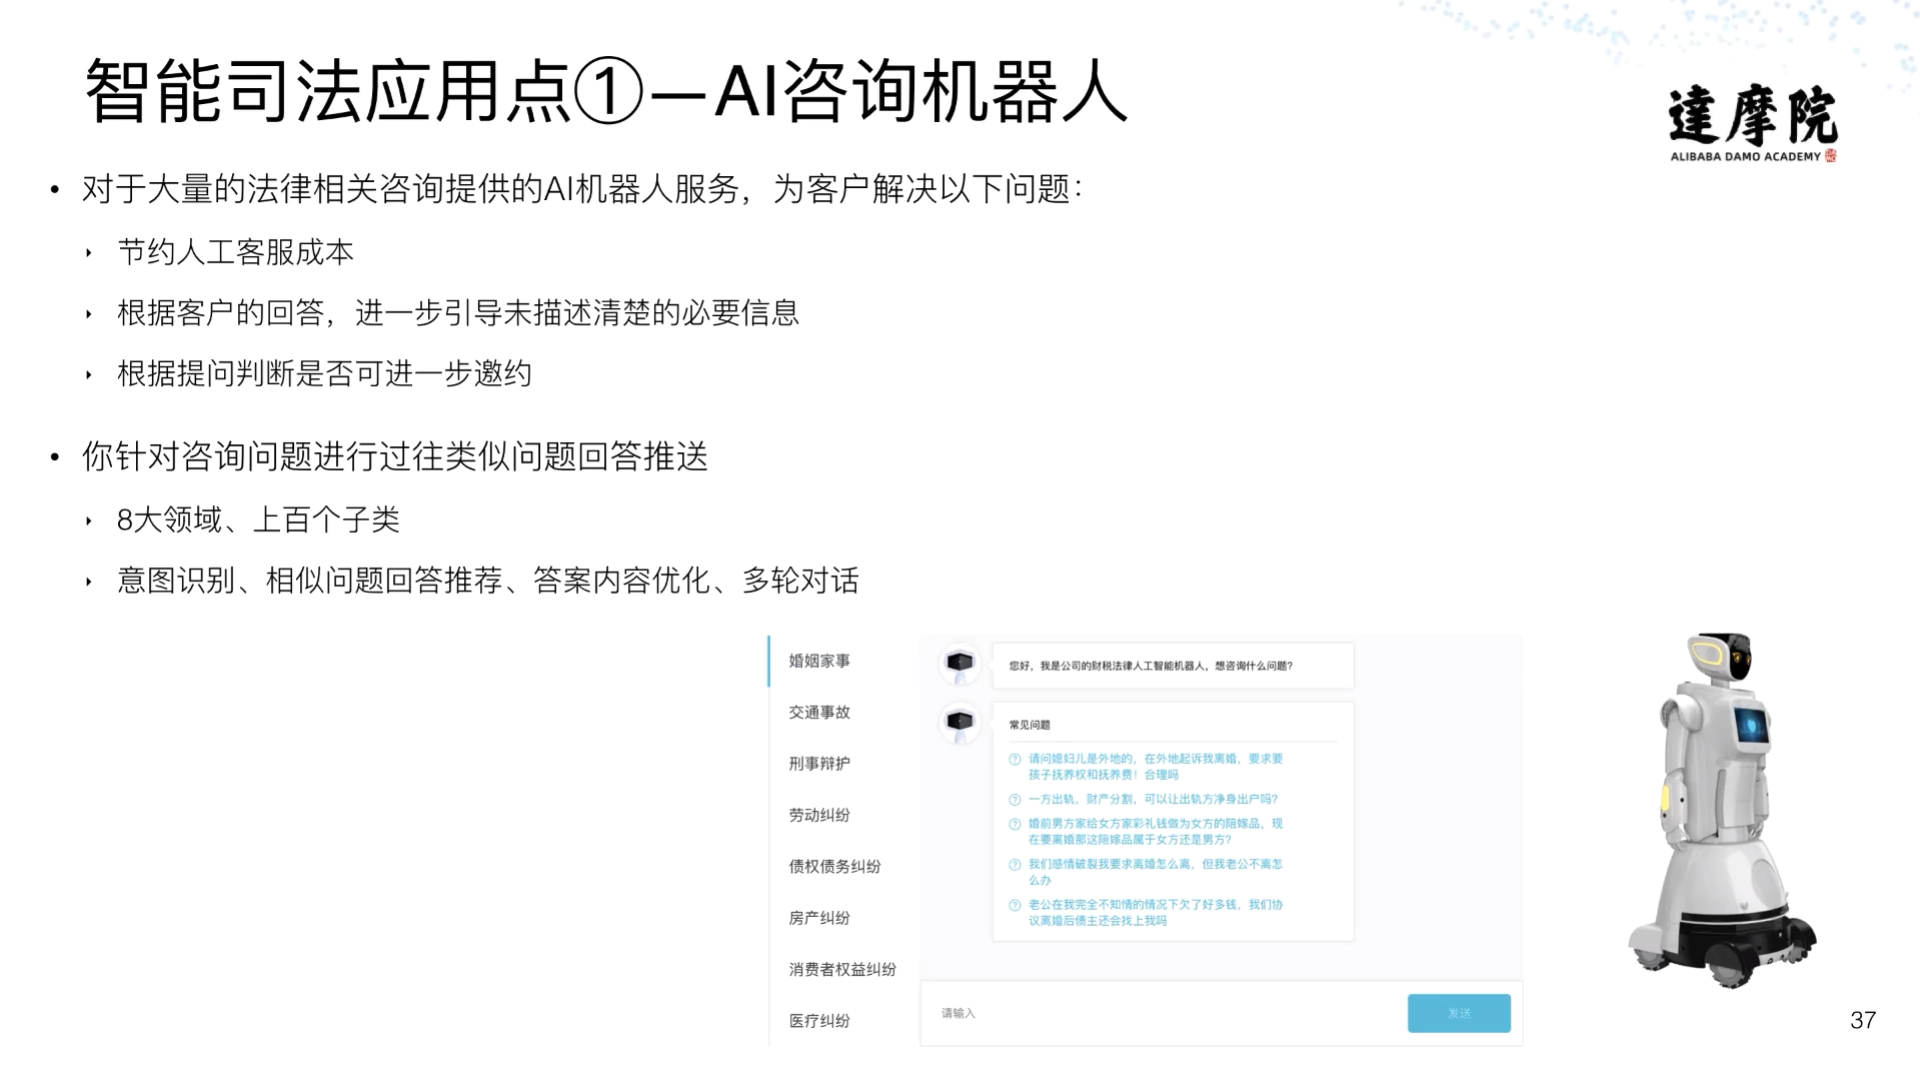 智能司法应用点①—AI咨询机器人
達摩院
ALIBABA DAMO ACADEMY
• 对于大量的法律相关咨询提供的AI机器人服务，为客户解决以下问题：
‣ 节约人工客服成本
‣ 根据客户的回答，进一步引导未描述清楚的必要信息
‣ 根据提问判断是否可进一步邀约
• 你针对咨询问题进行过往类似问题回答推送
‣ 8大领域、上百个子类
‣ 意图识别、相似问题回答推荐、答案内容优化、多轮对话
婚姻家事
交通事故
刑事辩护
劳动纠纷
债权债务纠纷
房产纠纷
消费者权益纠纷
医疗纠纷
您好，我是公司的财税法律人工智能机器人，想咨询什么问题？
常见问题
请问媳妇儿是外地的，在外地起诉我离婚，要求要
孩子抚养权和抚养费！合理吗
一方出轨，财产分割，可以让出轨方净身出户吗？
婚前男方家给女方家彩礼钱做为女方的陪嫁品，现
在要离婚那这陪嫁品属于女方还是男方？
我们感情破裂我要求离婚怎么离，但我老公不离怎
么办
老公在我完全不知情的情况下欠了好多钱，我们协
议离婚后债主还会找上我吗
请输入
发送
37